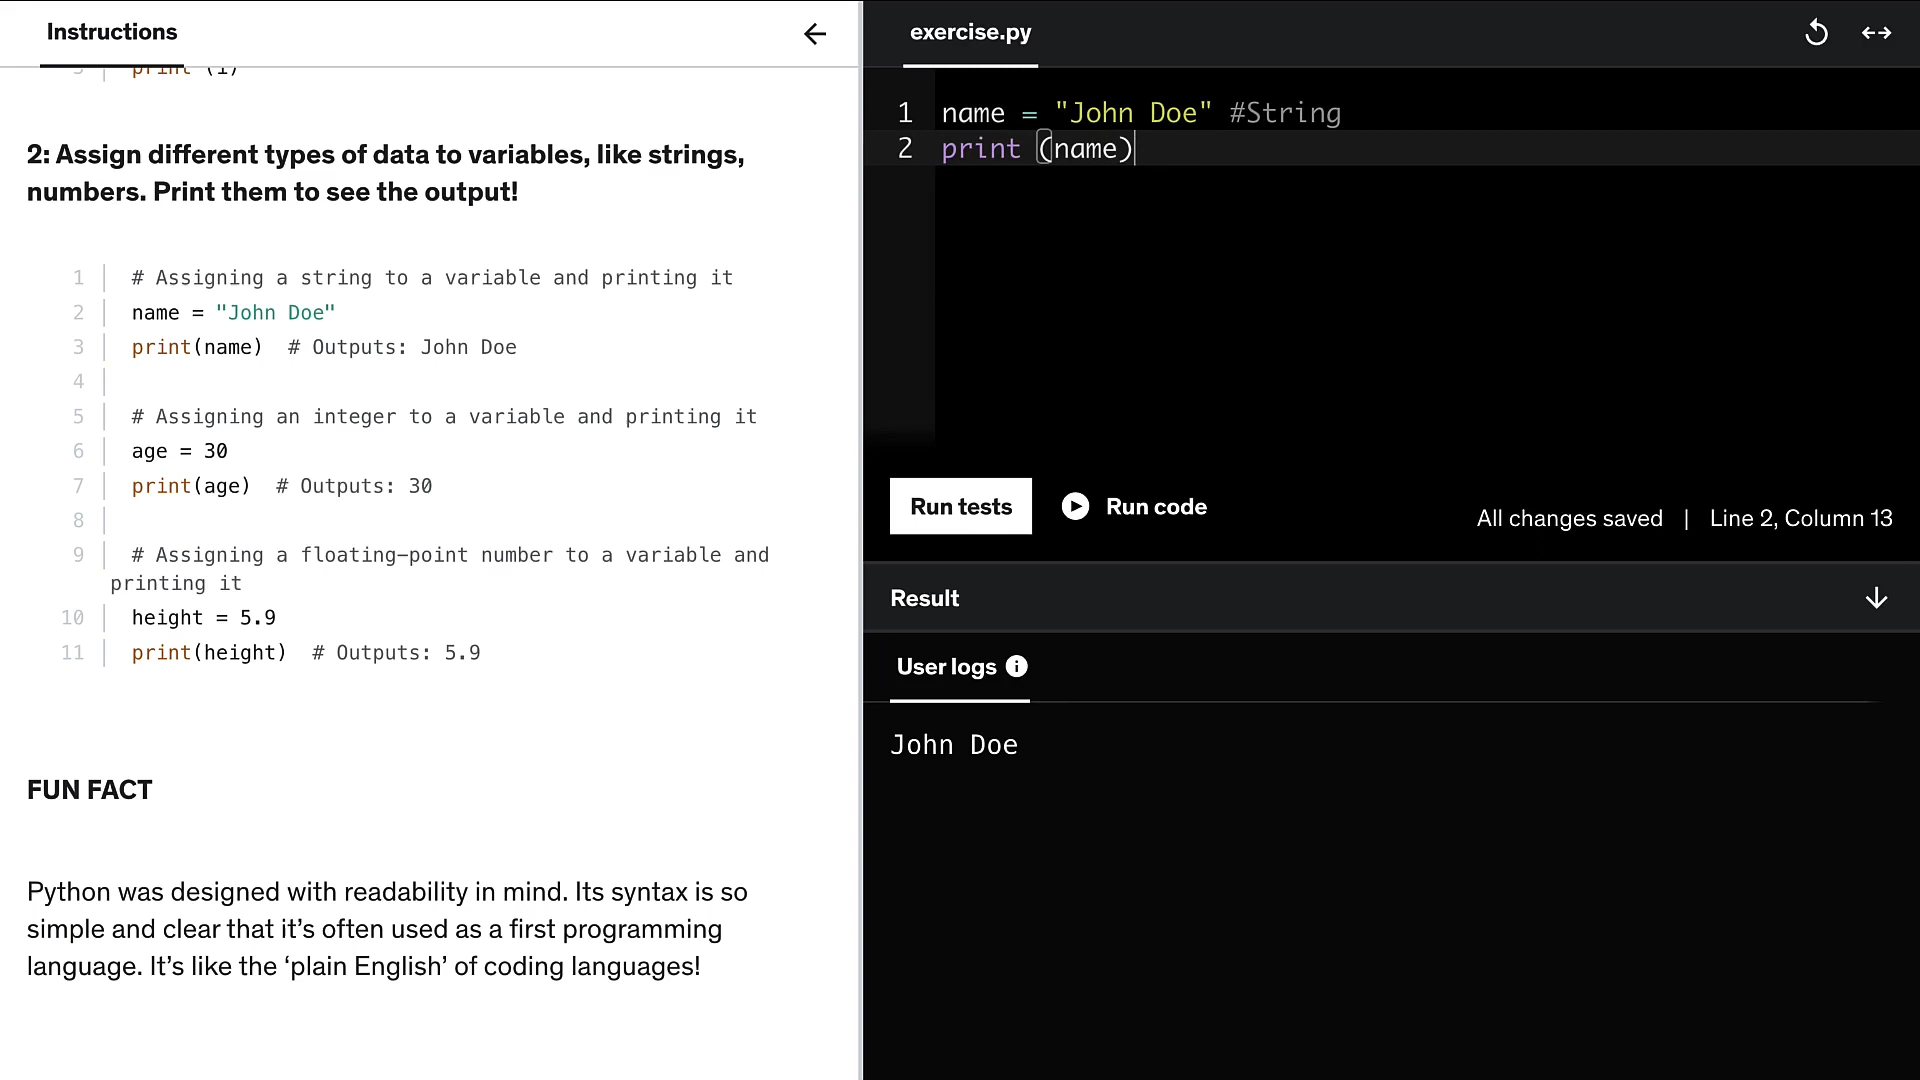 Instructions
print (i)
2: Assign different types of data to variables, like strings,
numbers. Print them to see the output!
1 # Assigning a string to a variable and printing it
2 name = "John Doe"
3 print(name)  # Outputs: John Doe
4
5 # Assigning an integer to a variable and printing it
6 age = 30
7 print(age)  # Outputs: 30
8
9 # Assigning a floating-point number to a variable and
printing it
10 height = 5.9
11 print(height)  # Outputs: 5.9
FUN FACT
Python was designed with readability in mind. Its syntax is so
simple and clear that it’s often used as a first programming
language. It’s like the ‘plain English’ of coding languages!
exercise.py
1 name = "John Doe" #String
2 print (name)
Run tests Run code All changes saved | Line 2, Column 13
Result
User logs
John Doe